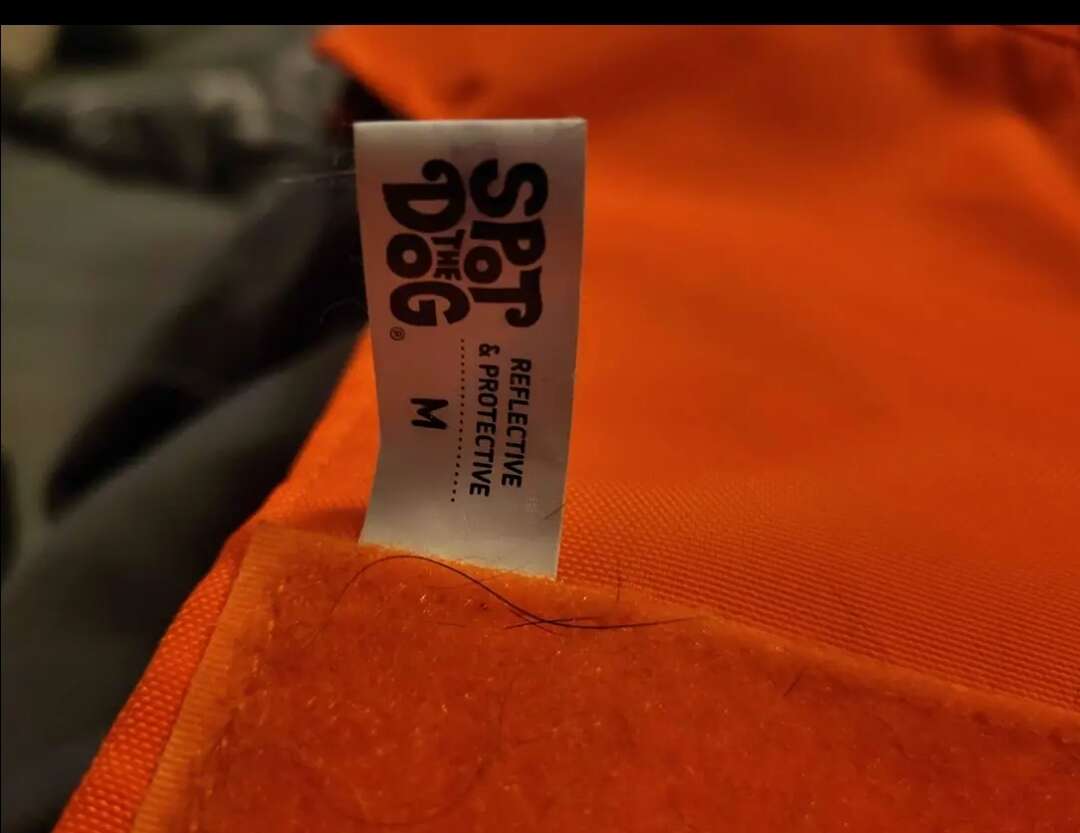 SPOT
THE
DOG®
REFLECTIVE
& PROTECTIVE
M